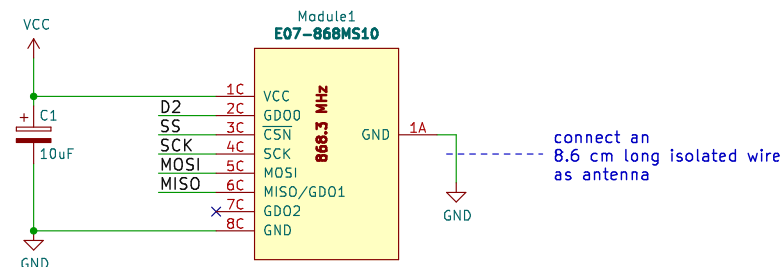 Module1
E07-868MS10
VCC
C1
10uF
GND
D2
SS
SCK
MOSI
MISO
1C
2C
3C
4C
5C
6C
7C
8C
VCC
GDO0
CSN
SCK
MOSI
MISO/GDO1
GDO2
GND
868.3 MHz
GND
1A
GND
connect an
8.6 cm long isolated wire
as antenna